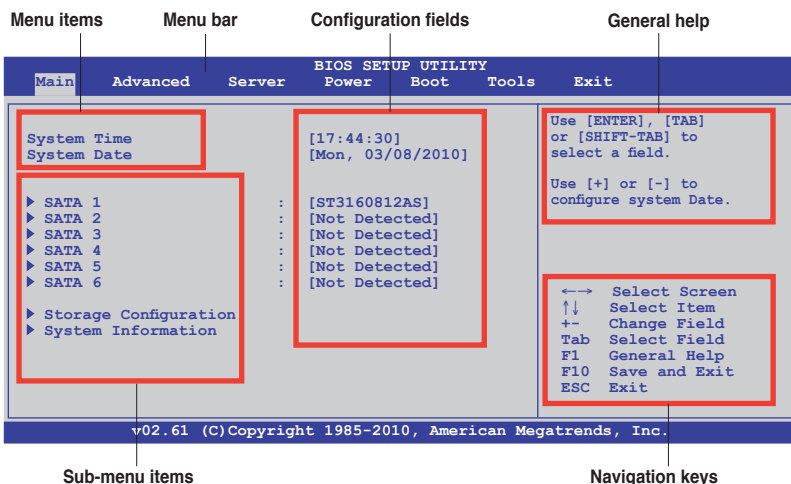 Menu items Menu bar Configuration fields General help
BIOS SETUP UTILITY
Main Advanced Server Power Boot Tools Exit
System Time [17:44:30]
System Date [Mon, 03/08/2010]
SATA 1 : [ST3160812AS]
SATA 2 : [Not Detected]
SATA 3 : [Not Detected]
SATA 4 : [Not Detected]
SATA 5 : [Not Detected]
SATA 6 : [Not Detected]
Storage Configuration
System Information
Use [ENTER], [TAB]
or [SHIFT-TAB] to
select a field.
Use [+] or [-] to
configure system Date.
←→ Select Screen
↑↓ Select Item
+- Change Field
Tab Select Field
F1 General Help
F10 Save and Exit
ESC Exit
v02.61 (C)Copyright 1985-2010, American Megatrends, Inc.
Sub-menu items Navigation keys